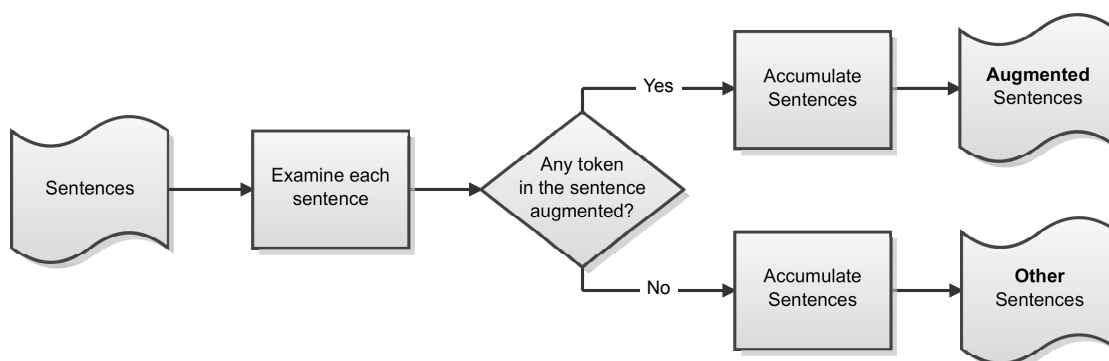 Sentences
Examine each
sentence
Any token
in the sentence
augmented?
Yes
Accumulate
Sentences
Augmented
Sentences
No
Accumulate
Sentences
Other
Sentences